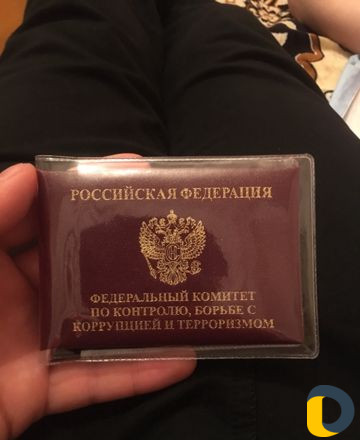 РОССИЙСКАЯ ФЕДЕРАЦИЯ
ФЕДЕРАЛЬНЫЙ КОМИТЕТ
ПО КОНТРОЛЮ, БОРЬБЕ С
КОРРУПЦИЕЙ И ТЕРРОРИЗМОМ